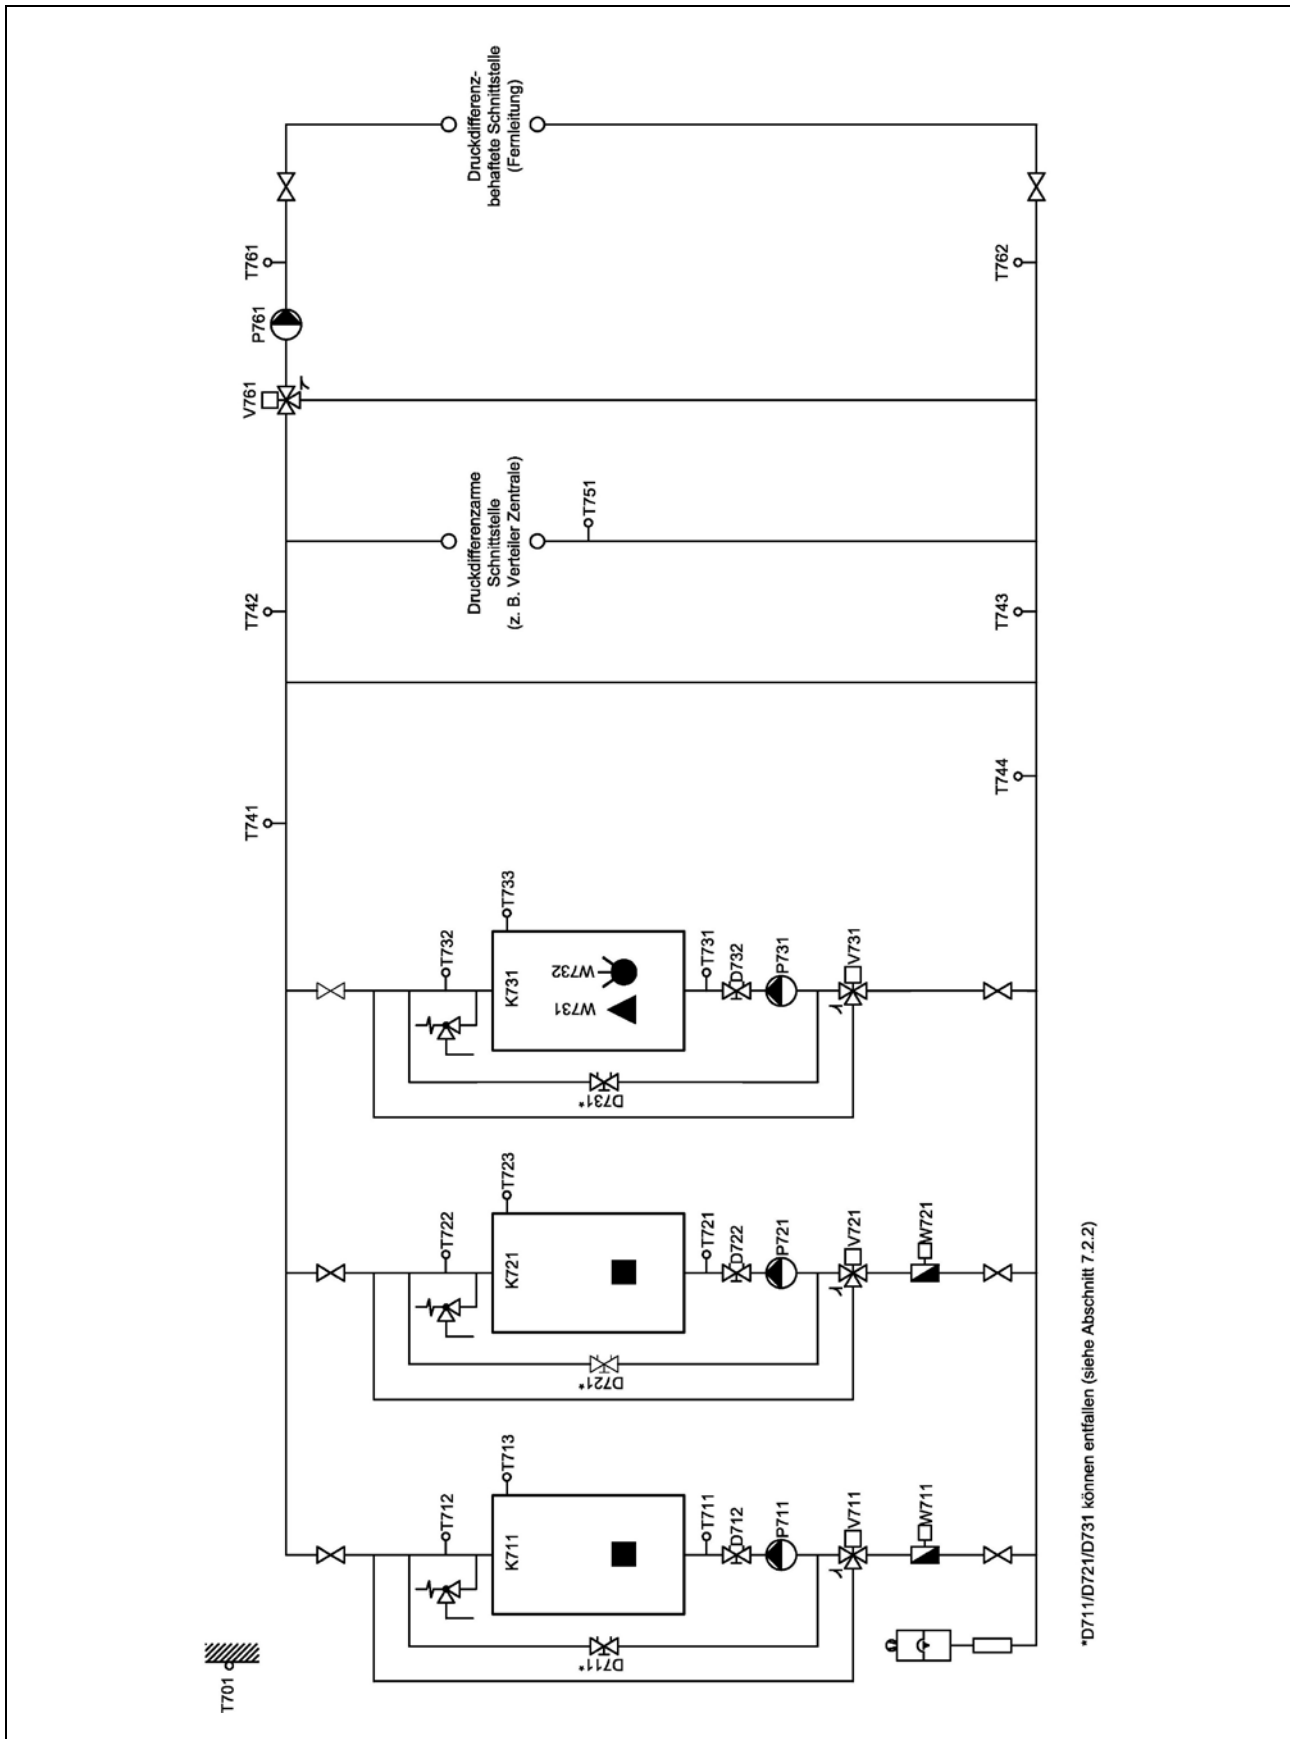 T701
K711
T711
T712
T713
D711*
D712
P711
V711
W711
K721
T721
T722
T723
D721*
D722
P721
V721
W721
K731
W731
W732
T731
T732
T733
D731*
D732
P731
V731
T741
T742
T743
T744
Druckdifferenzarme
Schnittstelle
(z. B. Verteiler Zentrale)
T751
V761
P761
T761
T762
Druckdifferenz-
behaftete Schnittstelle
(Fernleitung)
*D711/D721/D731 können entfallen (siehe Abschnitt 7.2.2)